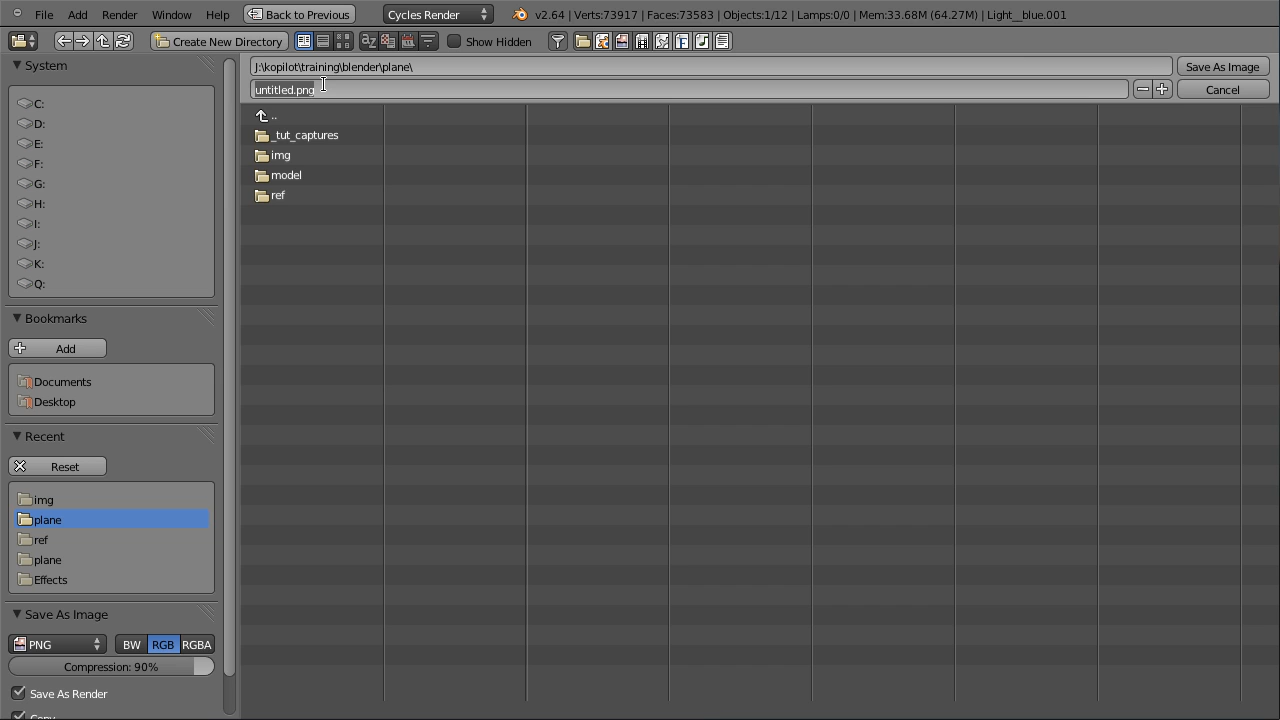 File Add Render Window Help Back to Previous Cycles Render v2.64 | Verts:73917 | Faces:73583 | Objects:1/12 | Lamps:0/0 | Mem:33.68M (64.27M) | Light__blue.001
Create New Directory Show Hidden
System
C:
D:
E:
F:
G:
H:
I:
J:
K:
Q:
Bookmarks
Add
Documents
Desktop
Recent
Reset
img
plane
ref
plane
Effects
Save As Image
PNG BW RGB RGBA
Compression: 90%
Save As Render
Copy
J:\kopilot\training\blender\plane\ Save As Image
untitled.png Cancel
..
_tut_captures
img
model
ref